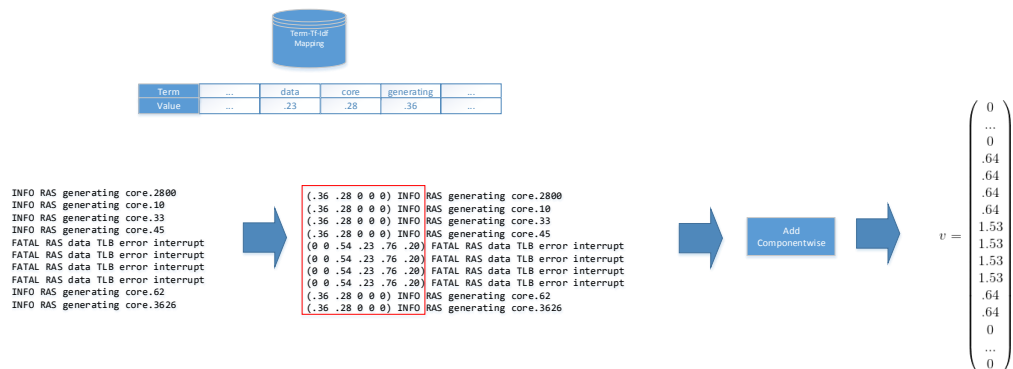 Term-Tf-Idf
Mapping
Term ... data core generating ...
Value ... .23 .28 .36 ...
INFO RAS generating core.2800
INFO RAS generating core.10
INFO RAS generating core.33
INFO RAS generating core.45
FATAL RAS data TLB error interrupt
FATAL RAS data TLB error interrupt
FATAL RAS data TLB error interrupt
FATAL RAS data TLB error interrupt
INFO RAS generating core.62
INFO RAS generating core.3626
(.36 .28 0 0 0) INFO RAS generating core.2800
(.36 .28 0 0 0) INFO RAS generating core.10
(.36 .28 0 0 0) INFO RAS generating core.33
(.36 .28 0 0 0) INFO RAS generating core.45
(0 0 .54 .23 .76 .20) FATAL RAS data TLB error interrupt
(0 0 .54 .23 .76 .20) FATAL RAS data TLB error interrupt
(0 0 .54 .23 .76 .20) FATAL RAS data TLB error interrupt
(0 0 .54 .23 .76 .20) FATAL RAS data TLB error interrupt
(.36 .28 0 0 0) INFO RAS generating core.62
(.36 .28 0 0 0) INFO RAS generating core.3626
Add
Componentwise
v =
0
...
0
.64
.64
.64
.64
1.53
1.53
1.53
1.53
.64
.64
0
...
0